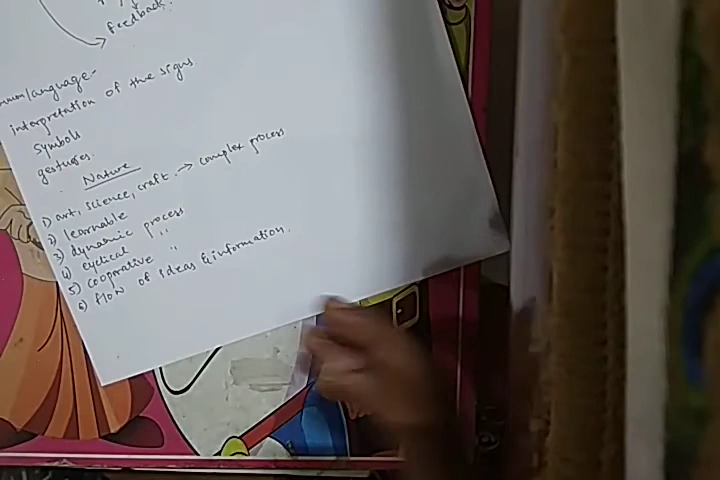 feedback.
language-
interpretation of the signs
symbols
gestures.
Nature
1) art, science, craft. → complex process
2) learnable
3) dynamic process
4) cyclical "
5) cooperative "
6) flow of ideas & information.